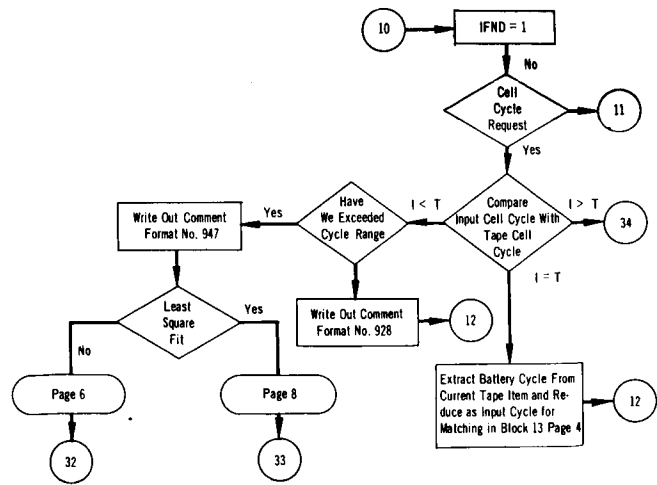 10
IFND = 1
No
Cell
Cycle
Request
11
Yes
Have
We Exceeded
Cycle Range
I < T
Compare
Input Cell Cycle With
Tape Cell
Cycle
I > T
34
Yes
Write Out Comment
Format No. 947
I = T
Write Out Comment
Format No. 928
12
Least
Square
Fit
Yes
No
Page 6
Page 8
Extract Battery Cycle From
Current Tape Item and Re-
duce as Input Cycle for
Matching in Block 13 Page 4
12
32
33